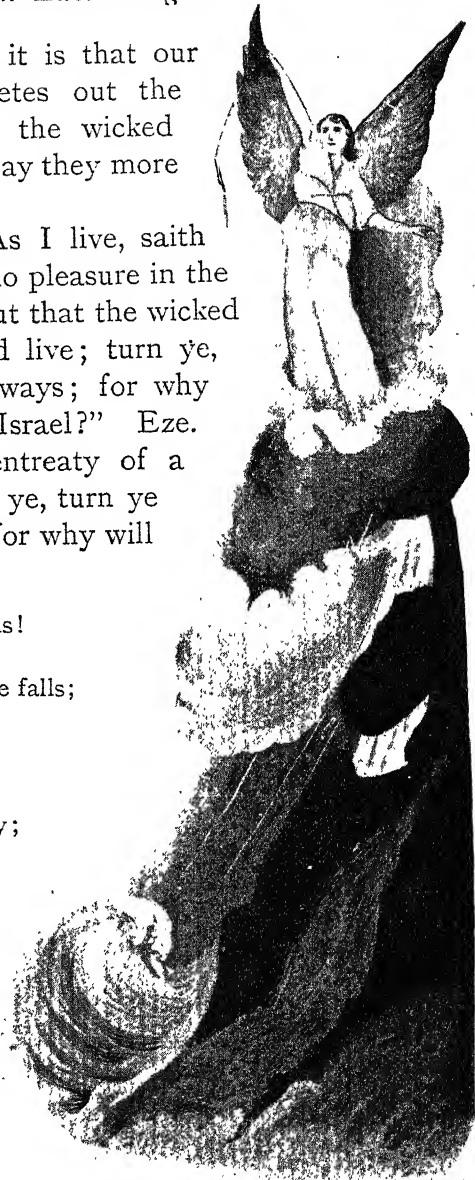 it is that our
etes out the
the wicked
ay they more
As I live, saith
no pleasure in the
ut that the wicked
d live; turn ye,
ways; for why
Israel?" Eze.
entreaty of a
ye, turn ye
for why will
s!
e falls;
y;